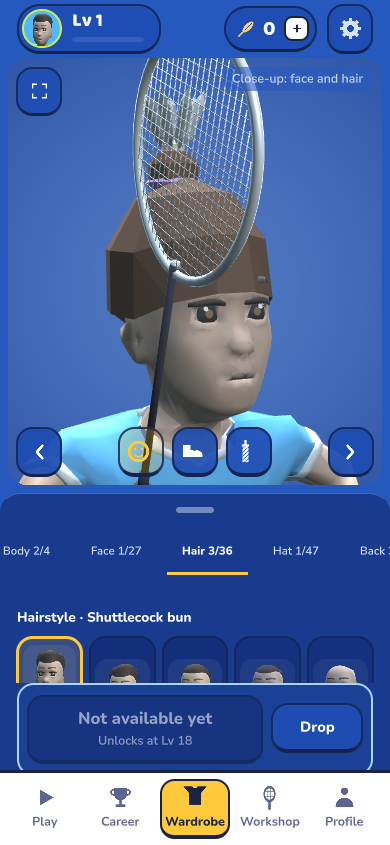 Lv 1
0
+
Close-up: face and hair
Body 2/4
Face 1/27
Hair 3/36
Hat 1/47
Back
Hairstyle · Shuttlecock bun
Not available yet
Unlocks at Lv 18
Drop
Play
Career
Wardrobe
Workshop
Profile